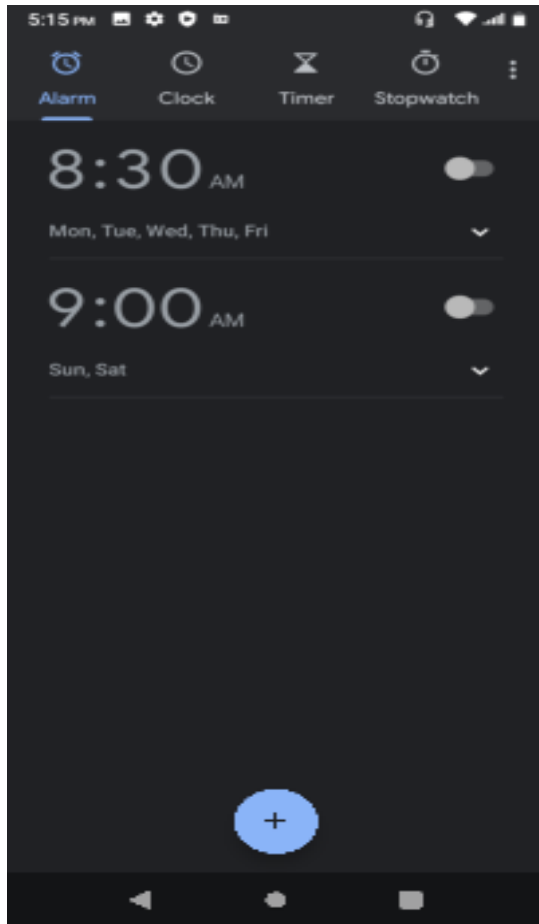 5:15 PM
Alarm Clock Timer Stopwatch
8:30 AM
Mon, Tue, Wed, Thu, Fri
9:00 AM
Sun, Sat
+